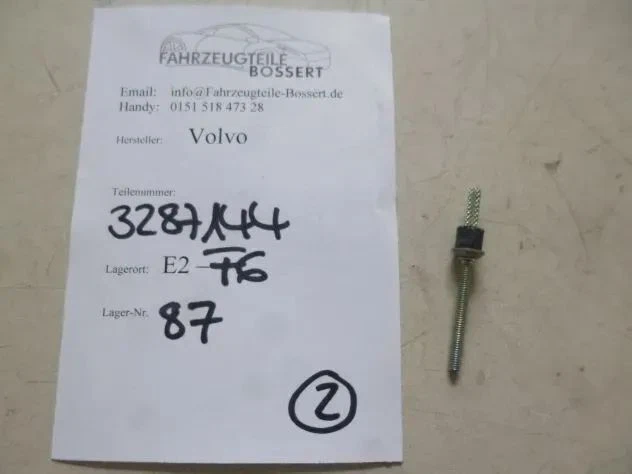 FAHRZEUGTEILE
BOSSERT
Email: info@Fahrzeugteile-Bossert.de
Handy: 0151 518 473 28
Hersteller: Volvo
Teilenummer:
3287144
Lagerort: E2 – T6
Lager-Nr. 87
2